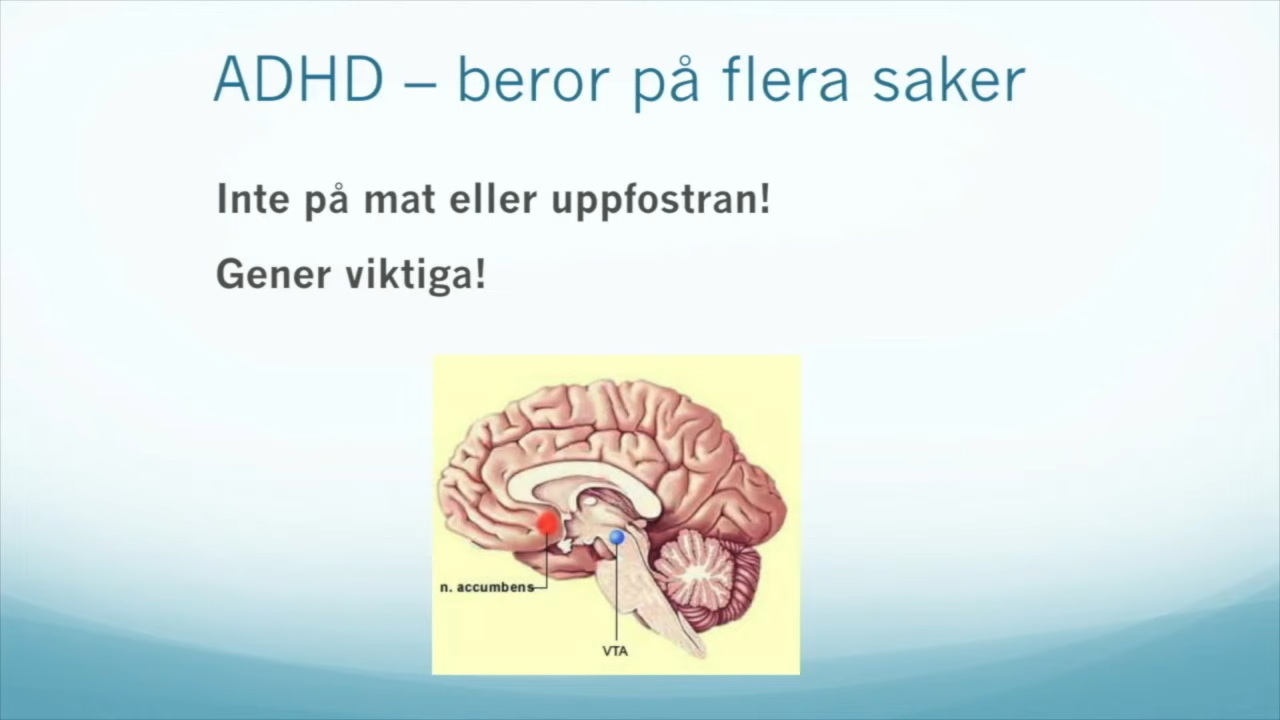 ADHD – beror på flera saker
Inte på mat eller uppfostran!
Gener viktiga!
n. accumbens
VTA